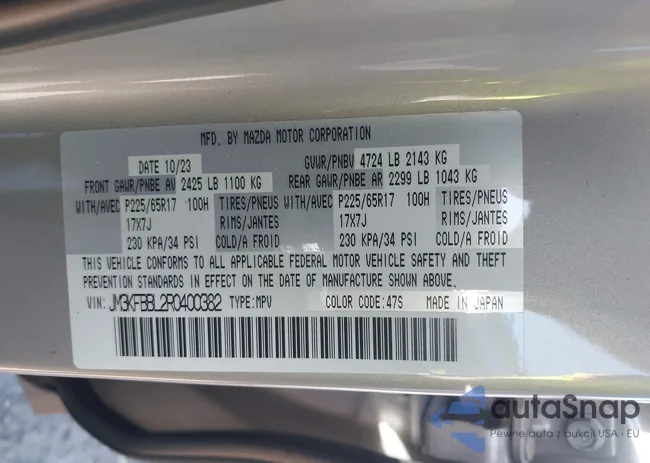 MFD. BY MAZDA MOTOR CORPORATION
DATE 10/23 GVWR/PNBV 4724 LB 2143 KG
FRONT GAWR/PNBE AV 2425 LB 1100 KG REAR GAWR/PNBE AR 2299 LB 1043 KG
WITH/AVEC P225/65R17 100H TIRES/PNEUS WITH/AVEC P225/65R17 100H TIRES/PNEUS
17X7J RIMS/JANTES 17X7J RIMS/JANTES
230 KPA/34 PSI COLD/A FROID 230 KPA/34 PSI COLD/A FROID
THIS VEHICLE CONFORMS TO ALL APPLICABLE FEDERAL MOTOR VEHICLE SAFETY AND THEFT
PREVENTION STANDARDS IN EFFECT ON THE DATE OF MANUFACTURE SHOWN ABOVE.
VIN: JM3KFBBL2R0400382 TYPE:MPV COLOR CODE:47S MADE IN JAPAN
autaSnap
Pewne auta z aukcji USA i EU